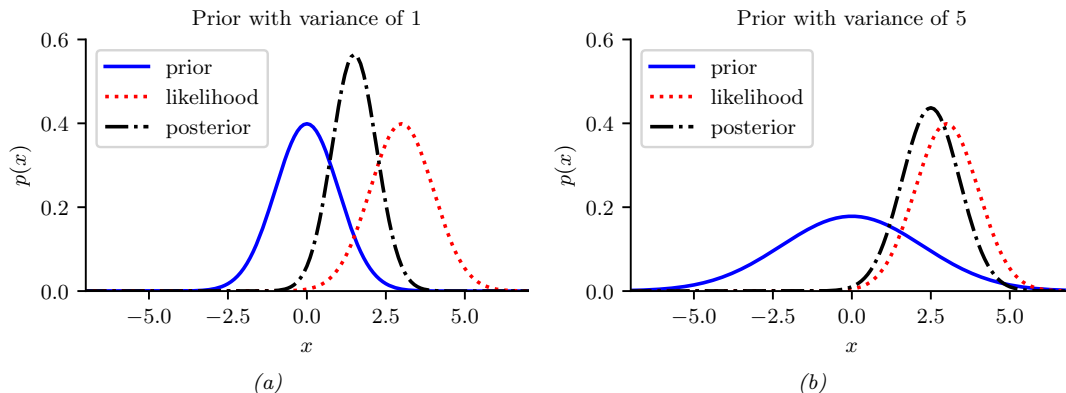 Prior with variance of 1
0.6
0.4
0.2
0.0
p(x)
prior
likelihood
posterior
−5.0 −2.5 0.0 2.5 5.0
x
(a)
Prior with variance of 5
0.6
0.4
0.2
0.0
p(x)
prior
likelihood
posterior
−5.0 −2.5 0.0 2.5 5.0
x
(b)